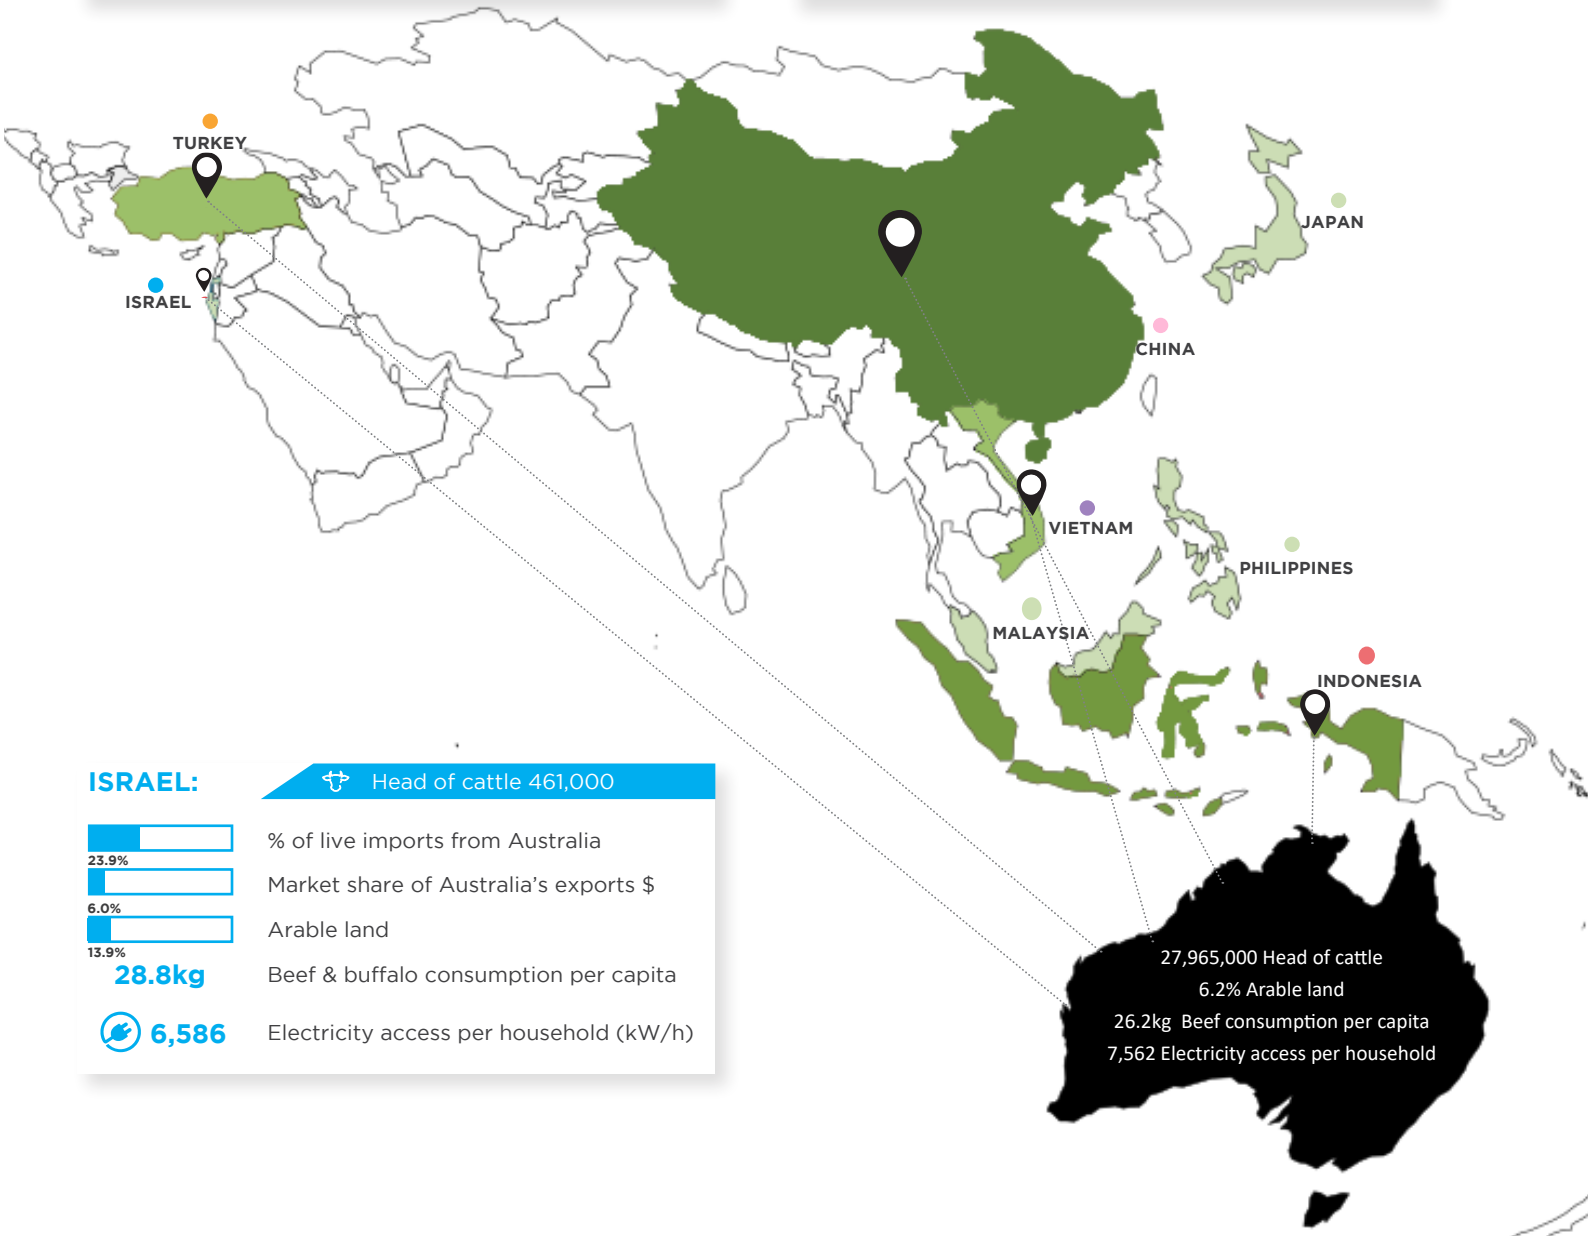 TURKEY
JAPAN
ISRAEL
CHINA
VIETNAM
PHILIPPINES
MALAYSIA
INDONESIA
ISRAEL:
Head of cattle 461,000
% of live imports from Australia
23.9%
Market share of Australia's exports $
6.0%
Arable land
13.9%
28.8kg Beef & buffalo consumption per capita
6,586 Electricity access per household (kW/h)
27,965,000 Head of cattle
6.2% Arable land
26.2kg Beef consumption per capita
7,562 Electricity access per household